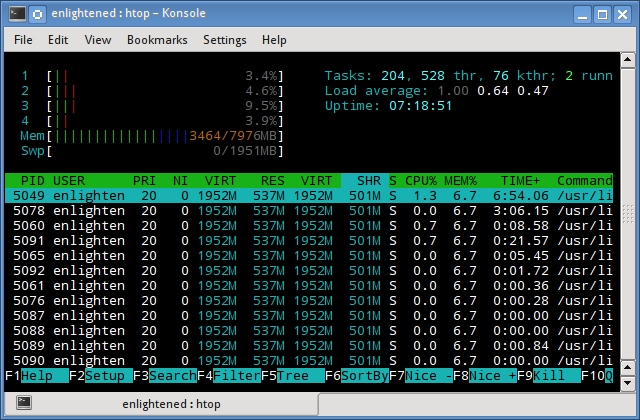 enlightened : htop – Konsole
File Edit View Bookmarks Settings Help
1 [|| 3.4%] Tasks: 204, 528 thr, 76 kthr; 2 runn
2 [||| 4.6%] Load average: 1.00 0.64 0.47
3 [||| 9.5%] Uptime: 07:18:51
4 [|| 3.9%]
Mem[||||||||||||||||||3464/7976MB]
Swp[ 0/1951MB]
PID USER PRI NI VIRT RES VIRT SHR S CPU% MEM% TIME+ Command
5049 enlighten 20 0 1952M 537M 1952M 501M S 1.3 6.7 6:54.06 /usr/li
5078 enlighten 20 0 1952M 537M 1952M 501M S 0.0 6.7 3:06.15 /usr/li
5060 enlighten 20 0 1952M 537M 1952M 501M S 0.7 6.7 0:08.58 /usr/li
5091 enlighten 20 0 1952M 537M 1952M 501M S 0.7 6.7 0:21.57 /usr/li
5065 enlighten 20 0 1952M 537M 1952M 501M S 0.0 6.7 0:05.45 /usr/li
5092 enlighten 20 0 1952M 537M 1952M 501M S 0.0 6.7 0:01.72 /usr/li
5061 enlighten 20 0 1952M 537M 1952M 501M S 0.0 6.7 0:00.36 /usr/li
5076 enlighten 20 0 1952M 537M 1952M 501M S 0.0 6.7 0:00.28 /usr/li
5087 enlighten 20 0 1952M 537M 1952M 501M S 0.0 6.7 0:00.00 /usr/li
5088 enlighten 20 0 1952M 537M 1952M 501M S 0.0 6.7 0:00.00 /usr/li
5089 enlighten 20 0 1952M 537M 1952M 501M S 0.0 6.7 0:00.84 /usr/li
5090 enlighten 20 0 1952M 537M 1952M 501M S 0.0 6.7 0:00.00 /usr/li
F1Help F2Setup F3SearchF4FilterF5Tree F6SortByF7Nice -F8Nice +F9Kill F10Q
enlightened : htop